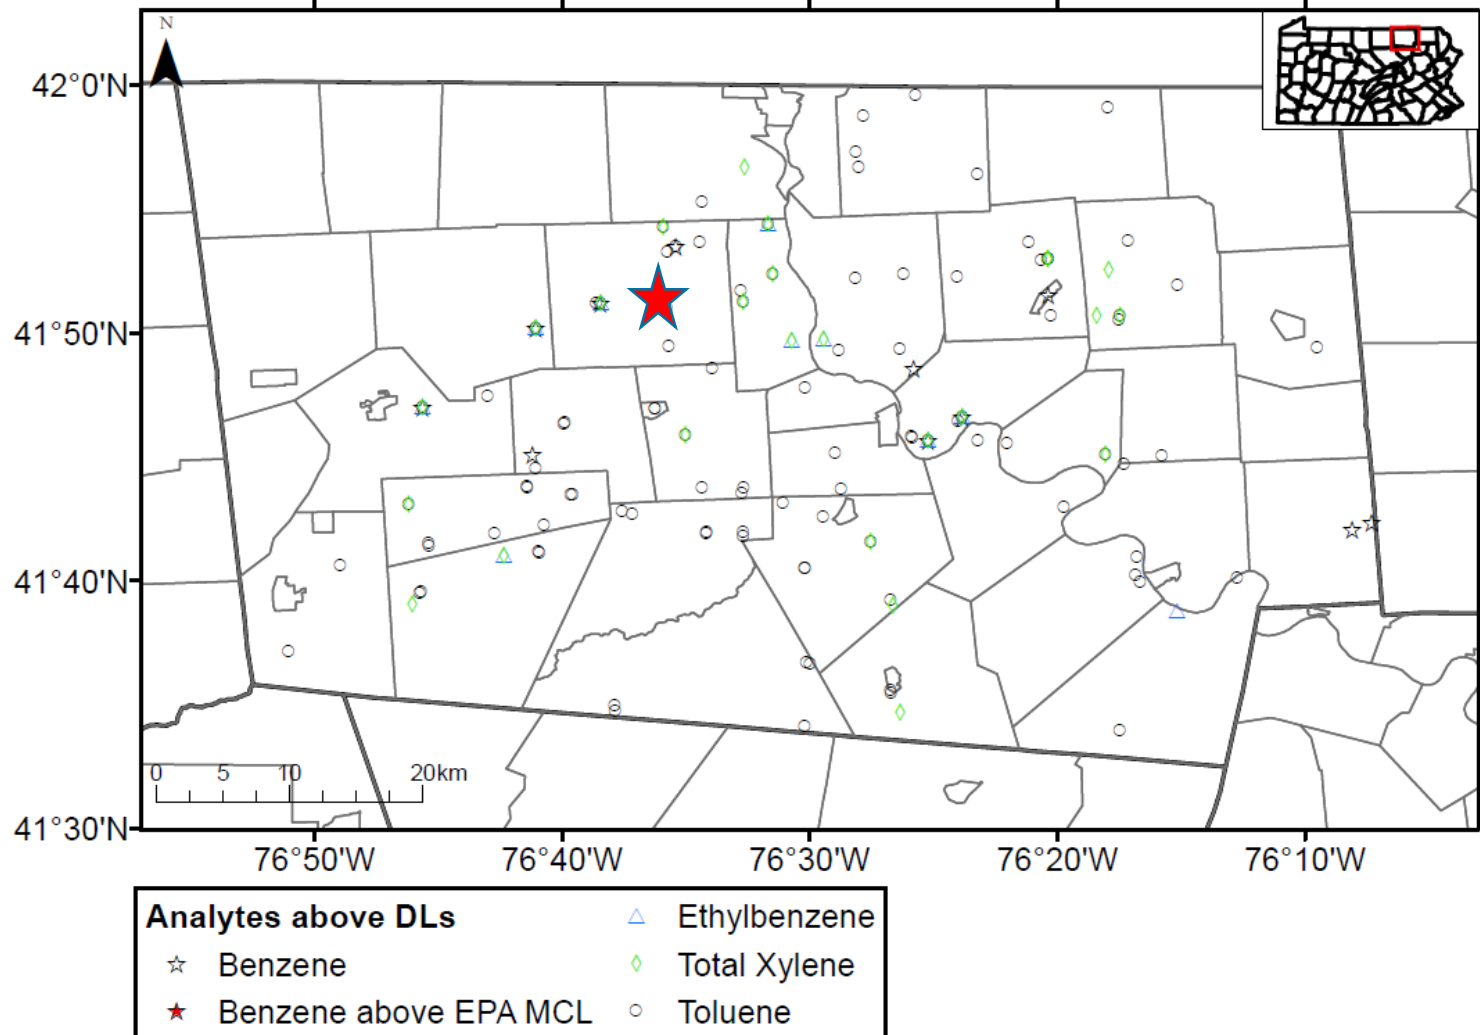 N
42°0'N
41°50'N
41°40'N
41°30'N
0 5 10 20km
76°50'W 76°40'W 76°30'W 76°20'W 76°10'W
Analytes above DLs
Benzene
Benzene above EPA MCL
Ethylbenzene
Total Xylene
Toluene